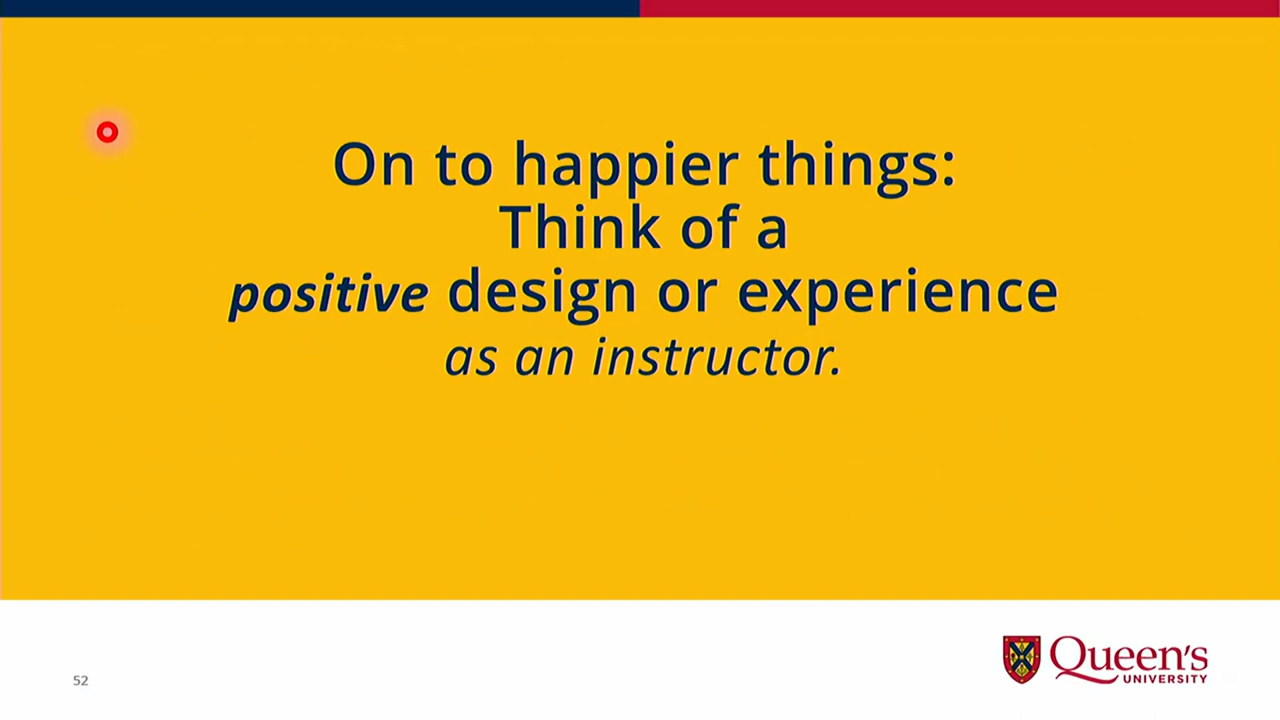 On to happier things:
Think of a
positive design or experience
as an instructor.
52
Queen's
UNIVERSITY